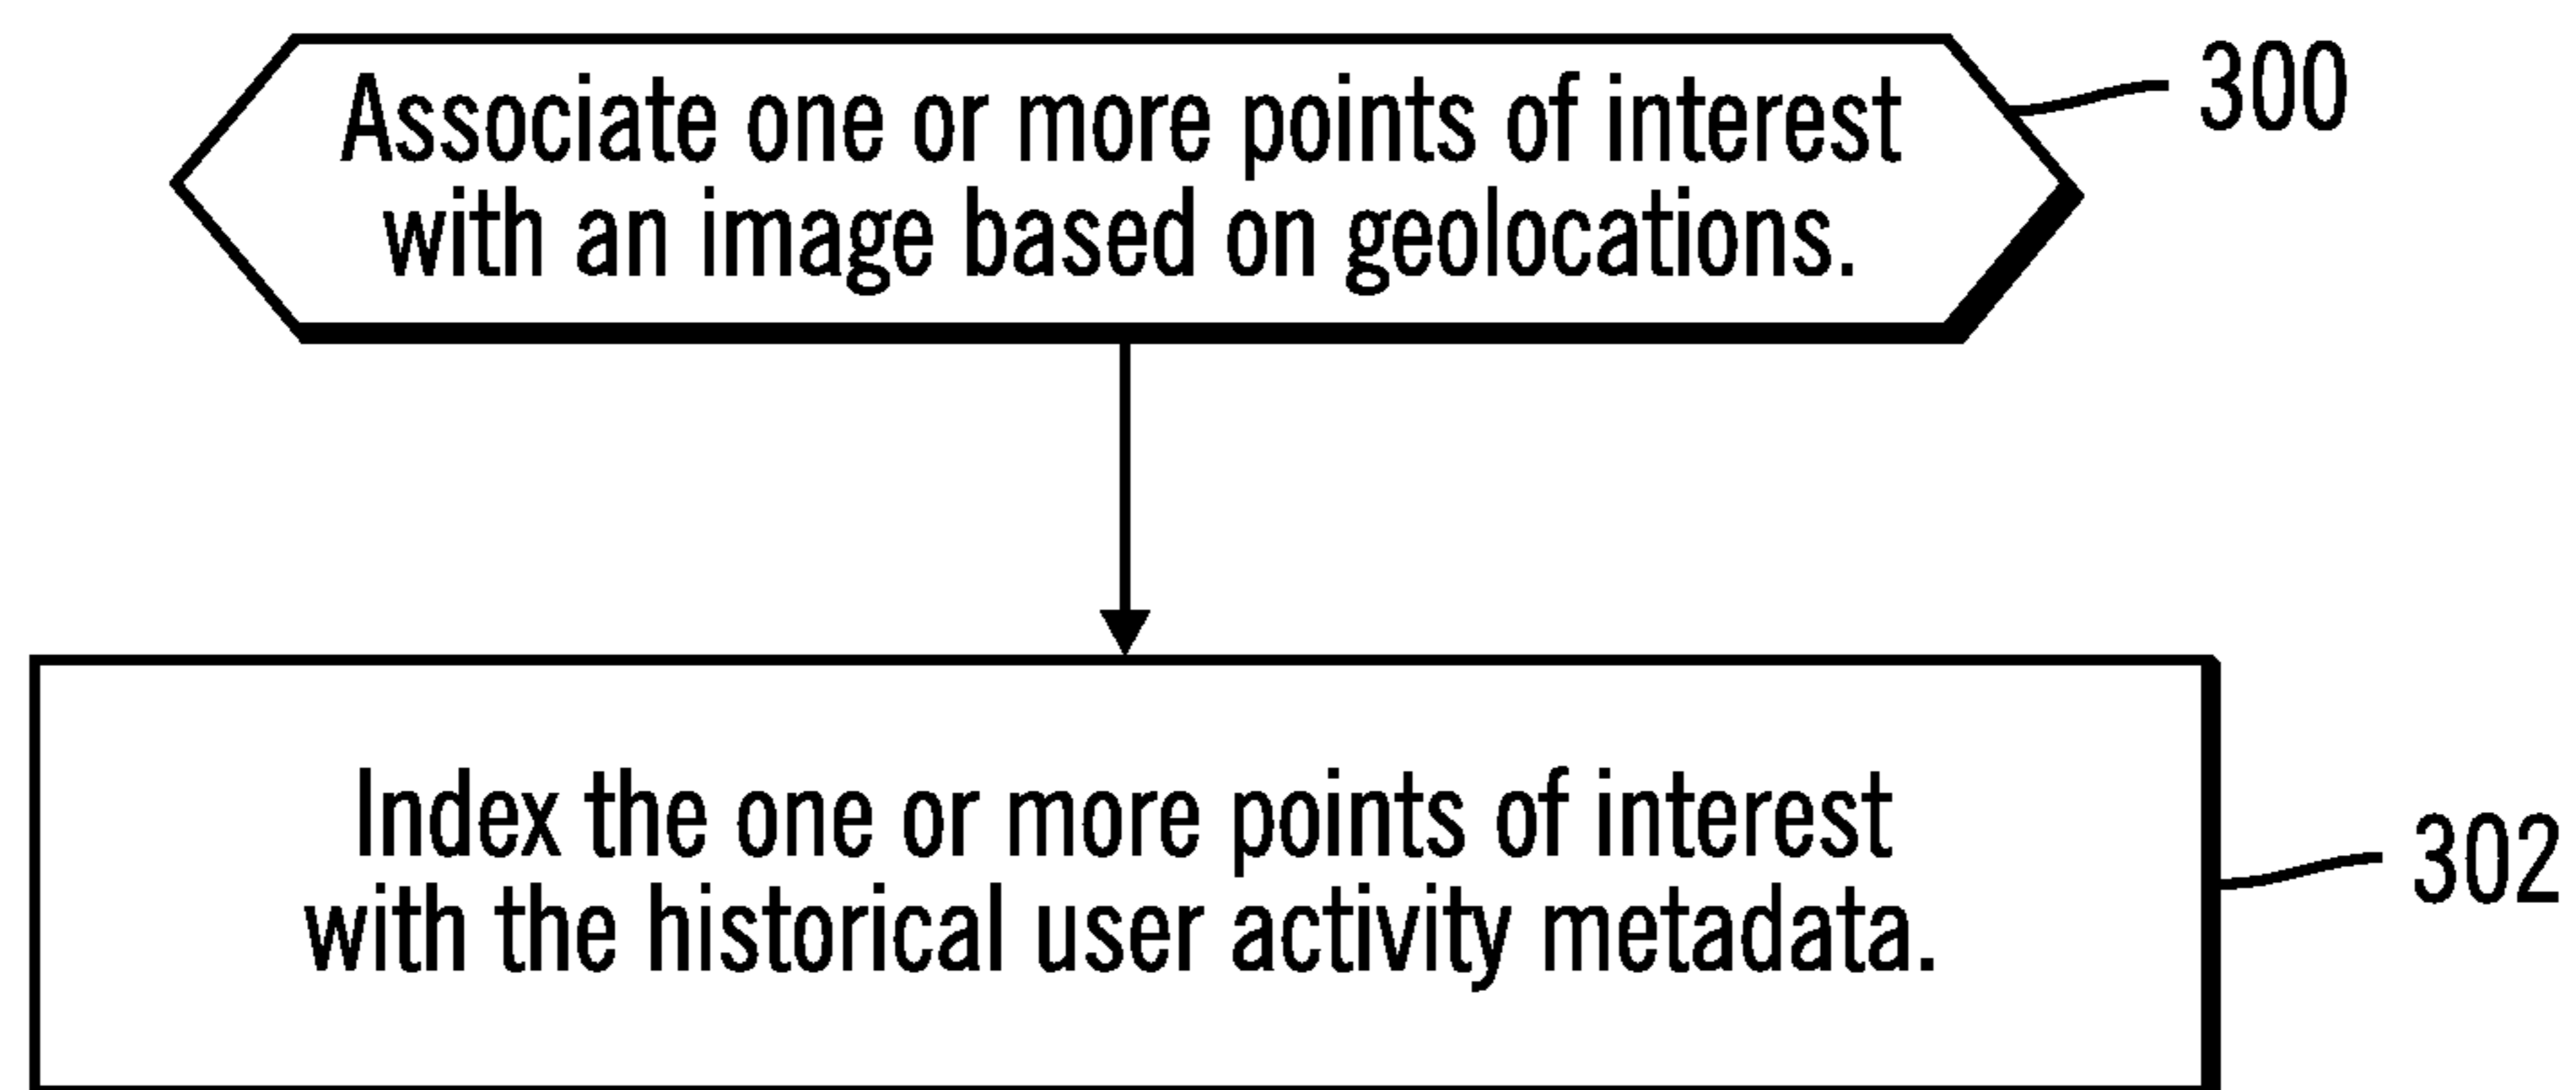 Associate one or more points of interest
with an image based on geolocations.
300
Index the one or more points of interest
with the historical user activity metadata.
302